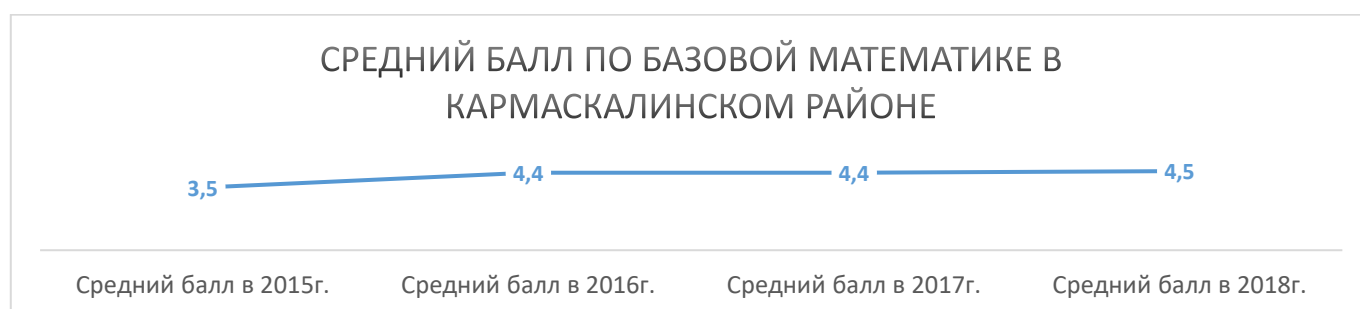 СРЕДНИЙ БАЛЛ ПО БАЗОВОЙ МАТЕМАТИКЕ В
КАРМАСКАЛИНСКОМ РАЙОНЕ
3,5 4,4 4,4 4,5
Средний балл в 2015г. Средний балл в 2016г. Средний балл в 2017г. Средний балл в 2018г.